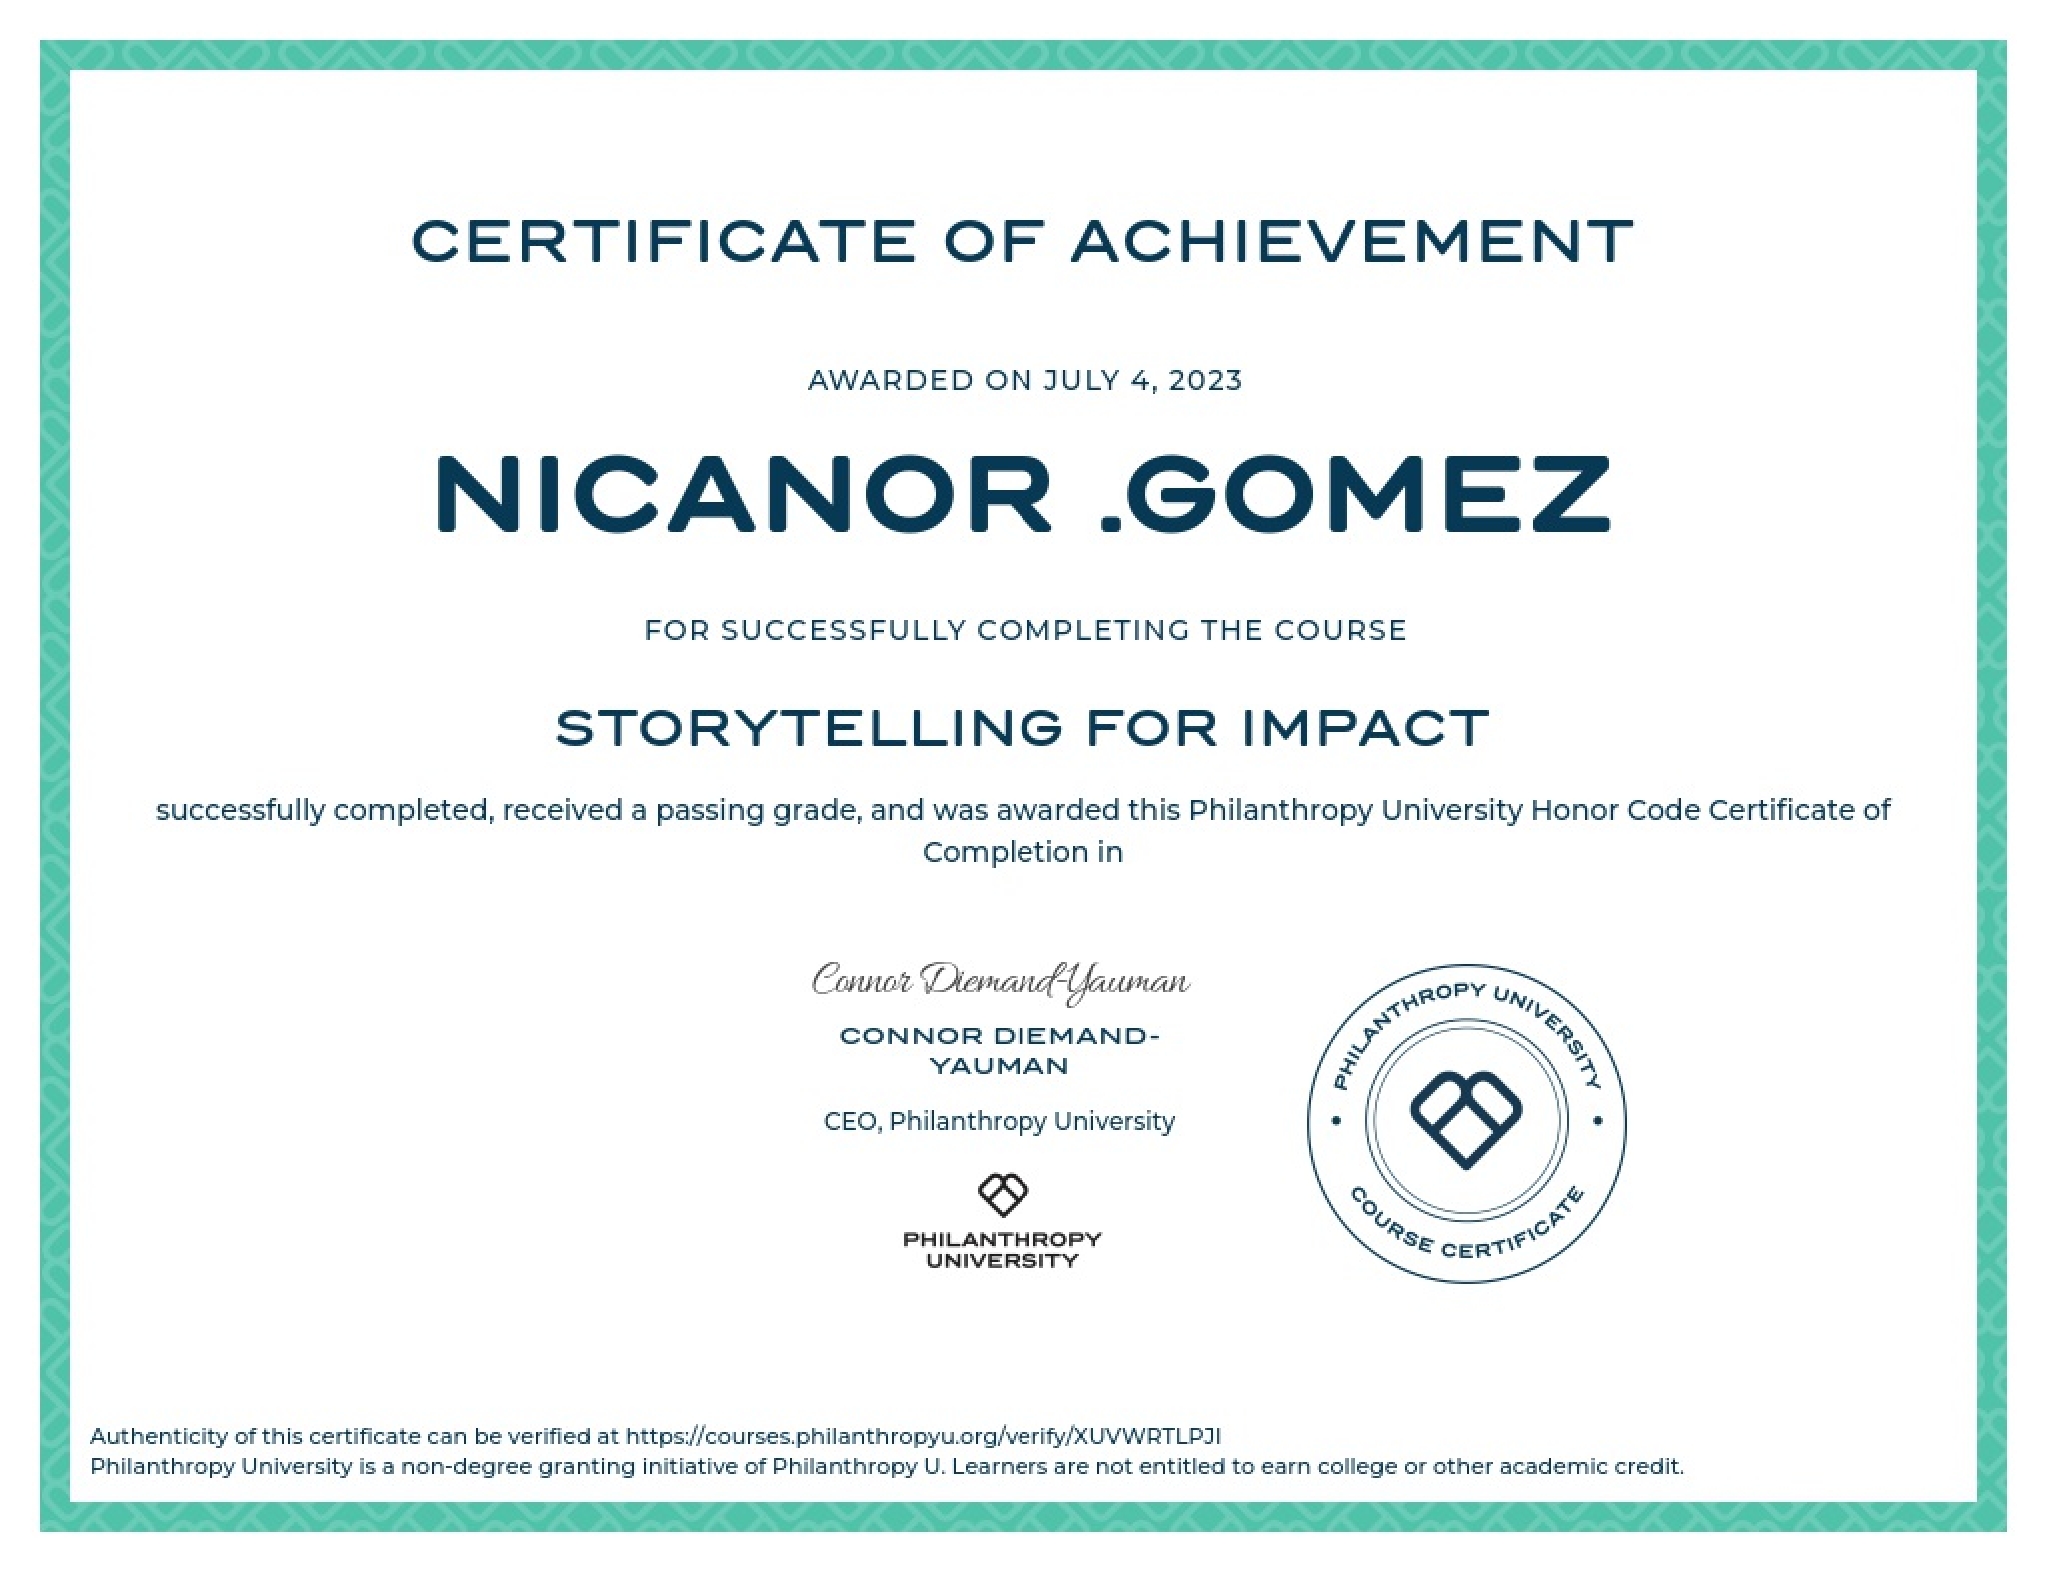 CERTIFICATE OF ACHIEVEMENT
AWARDED ON JULY 4, 2023
NICANOR .GOMEZ
FOR SUCCESSFULLY COMPLETING THE COURSE
STORYTELLING FOR IMPACT
successfully completed, received a passing grade, and was awarded this Philanthropy University Honor Code Certificate of
Completion in
Connor Diemand-Yauman
CONNOR DIEMAND-
YAUMAN
CEO, Philanthropy University
PHILANTHROPY
UNIVERSITY
PHILANTHROPY UNIVERSITY
• •
COURSE CERTIFICATE
Authenticity of this certificate can be verified at https://courses.philanthropyu.org/verify/XUVWRTLPJI
Philanthropy University is a non-degree granting initiative of Philanthropy U. Learners are not entitled to earn college or other academic credit.